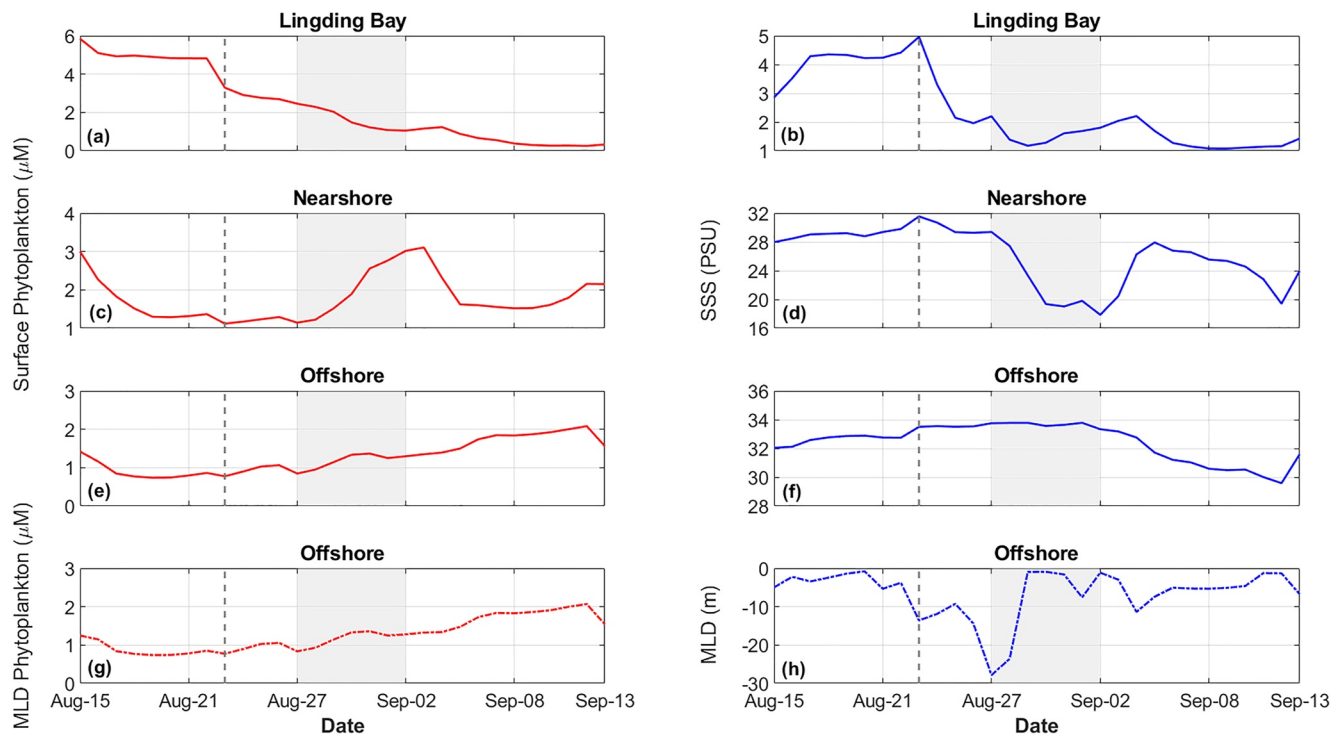 Lingding Bay
Lingding Bay
6
4
2
0
(a)
5
4
3
2
1
(b)
Nearshore
Nearshore
4
3
2
1
(c)
32
28
24
20
16
(d)
Surface Phytoplankton (μM)
SSS (PSU)
Offshore
Offshore
3
2
1
0
(e)
36
34
32
30
28
(f)
Offshore
Offshore
3
2
1
0
(g)
0
-10
-20
-30
(h)
MLD Phytoplankton (μM)
MLD (m)
Aug-15 Aug-21 Aug-27 Sep-02 Sep-08 Sep-13
Aug-15 Aug-21 Aug-27 Sep-02 Sep-08 Sep-13
Date
Date